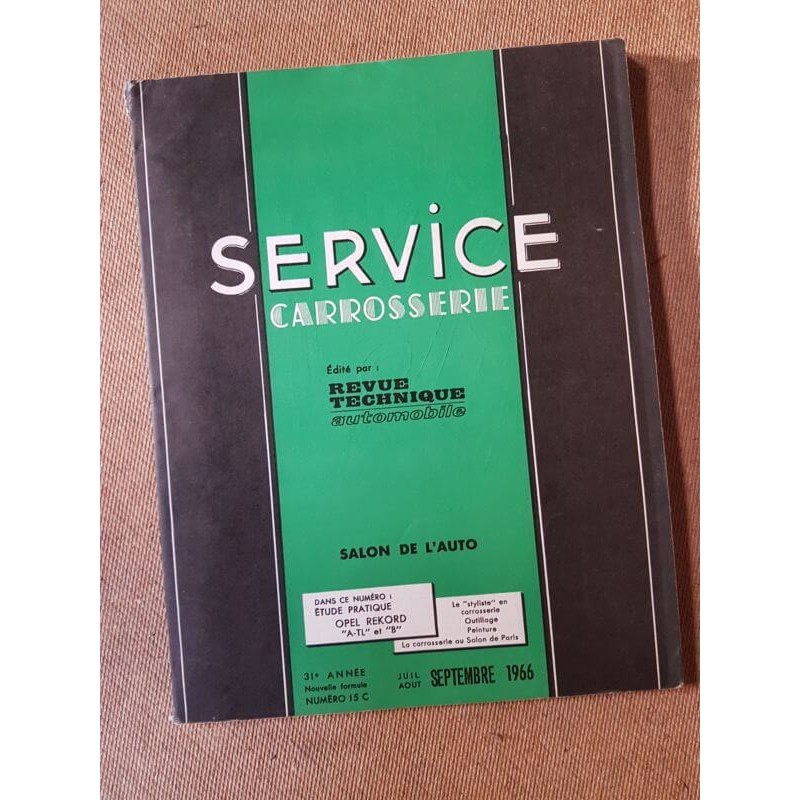 SERViCE
CARROSSERIE
Édité par :
REVUE
TECHNIQUE
automobile
SALON DE L'AUTO
DANS CE NUMÉRO :
ÉTUDE PRATIQUE
OPEL REKORD
"A-TL" et "B"
Le "styliste" en
carrosserie
Outillage
Peinture
La carrosserie au Salon de Paris
31e ANNÉE
Nouvelle formule
NUMÉRO 15 C
JUIL.
AOUT
SEPTEMBRE 1966